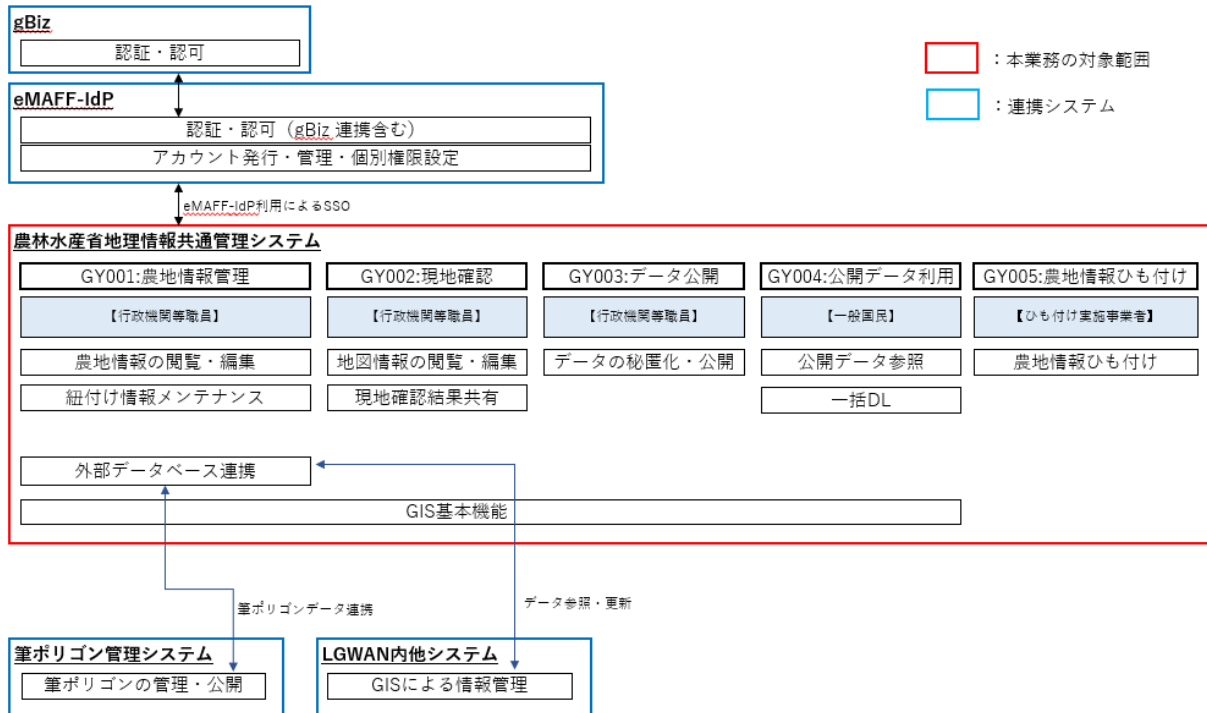 gBiz
認証・認可
：本業務の対象範囲
：連携システム
eMAFF-IdP
認証・認可（gBiz 連携含む）
アカウント発行・管理・個別権限設定
eMAFF-IdP利用によるSSO
農林水産省地理情報共通管理システム
GY001:農地情報管理
GY002:現地確認
GY003:データ公開
GY004:公開データ利用
GY005:農地情報ひも付け
【行政機関等職員】
【行政機関等職員】
【行政機関等職員】
【一般国民】
【ひも付け実施事業者】
農地情報の閲覧・編集
地図情報の閲覧・編集
データの秘匿化・公開
公開データ参照
農地情報ひも付け
紐付け情報メンテナンス
現地確認結果共有
一括DL
外部データベース連携
GIS基本機能
筆ポリゴンデータ連携
データ参照・更新
筆ポリゴン管理システム
筆ポリゴンの管理・公開
LGWAN内他システム
GISによる情報管理